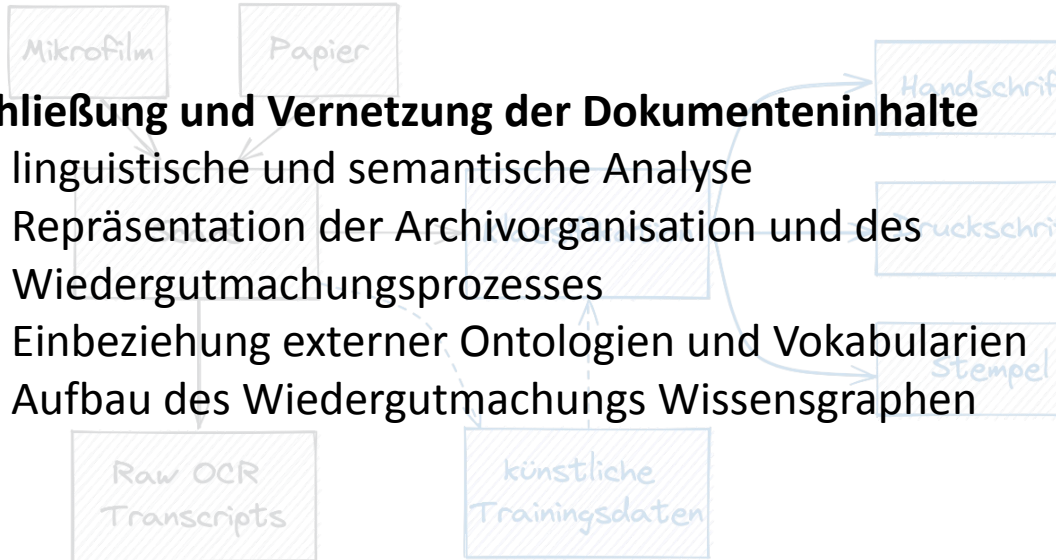 Mikrofilm
Papier
Handschrif
hließung und Vernetzung der Dokumenteninhalte
linguistische und semantische Analyse
Repräsentation der Archivorganisation und des
ruckschri
Wiedergutmachungsprozesses
Einbeziehung externer Ontologien und Vokabularien
Stempel
Aufbau des Wiedergutmachungs Wissensgraphen
Raw OCR
Transcripts
künstliche
Trainingsdaten